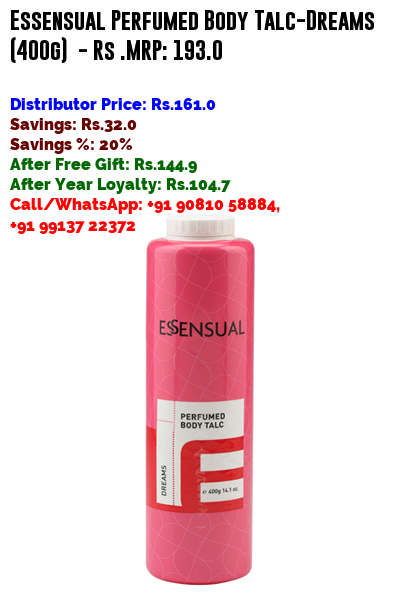 Essensual Perfumed Body Talc-Dreams
(400g) - Rs .MRP: 193.0
Distributor Price: Rs.161.0
Savings: Rs.32.0
Savings %: 20%
After Free Gift: Rs.144.9
After Year Loyalty: Rs.104.7
Call/WhatsApp: +91 90810 58884,
+91 99137 22372
ESSENSUAL
PERFUMED
BODY TALC
DREAMS
e 400g 14.1 oz.